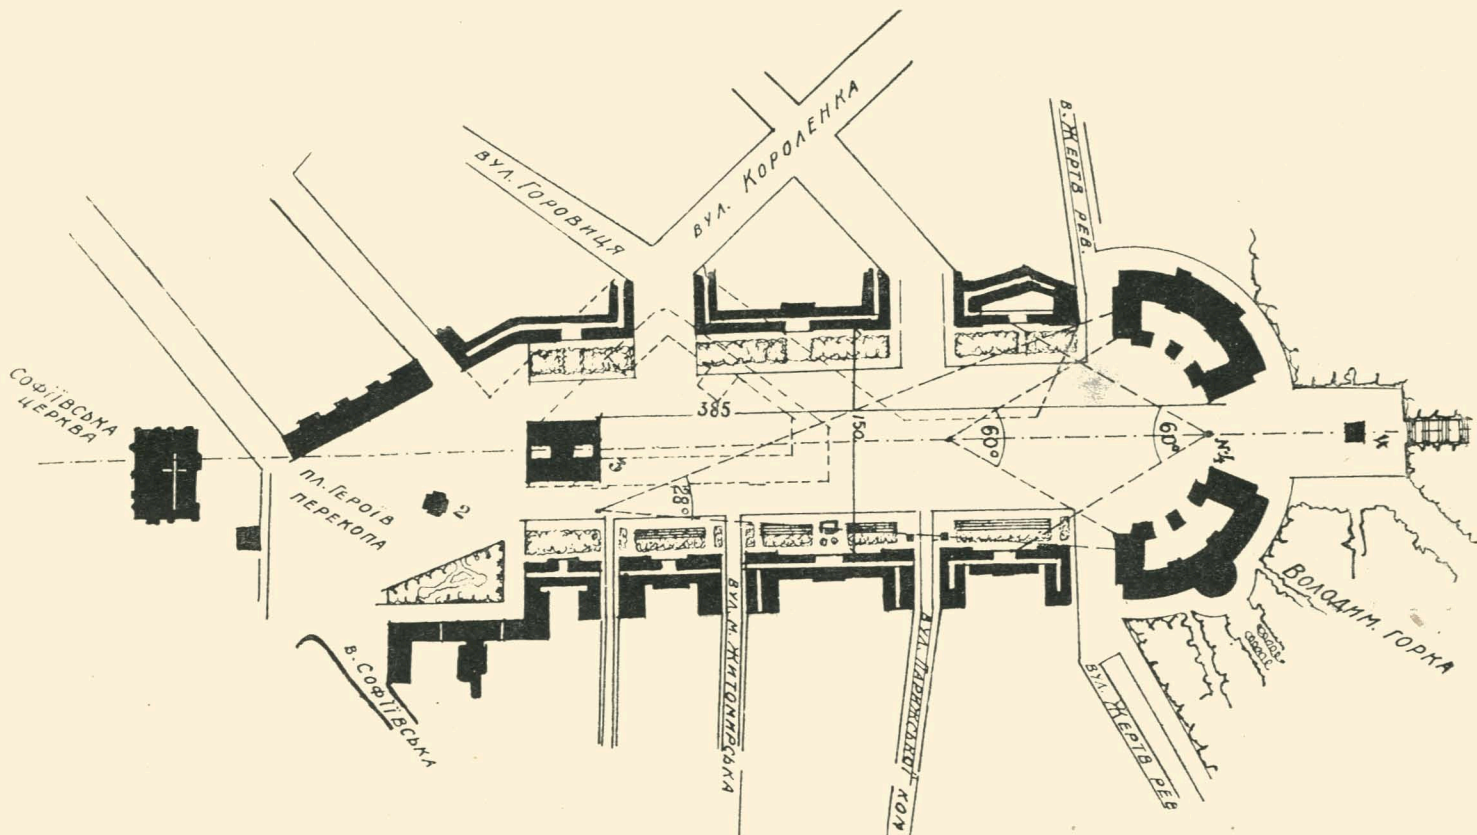 ВУЛ. ГОРОВИЦЯ
ВУЛ. КОРОЛЕНКА
В. ЖЕРТВ РЕВ.
СОФІЇВСЬКА
ЦЕРКВА
ПЛ. ГЕРОЇВ
ПЕРЕКОПА
2
3
385
150
60°
60°
28°
№1
4
В. СОФІЇВСЬКА
ВУЛ. М. ЖИТОМИРСЬКА
ВУЛ. ПАРИЖСЬКОЇ КОМ
ВУЛ. ЖЕРТВ РЕВ
ВОЛОДИМ. ГОРКА